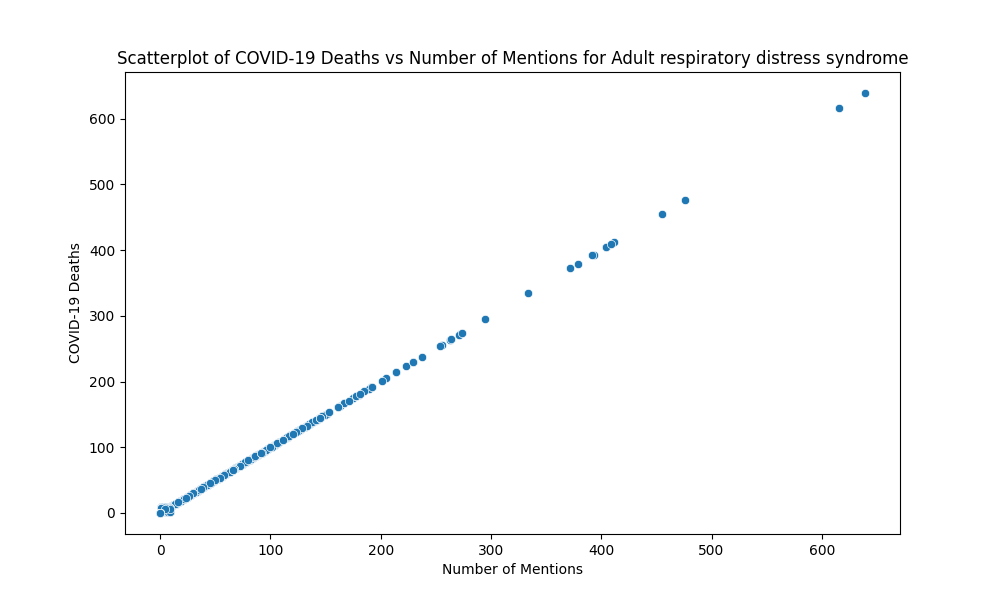 Scatterplot of COVID-19 Deaths vs Number of Mentions for Adult respiratory distress syndrome
600
500
400
300
200
100
0
COVID-19 Deaths
0 100 200 300 400 500 600
Number of Mentions